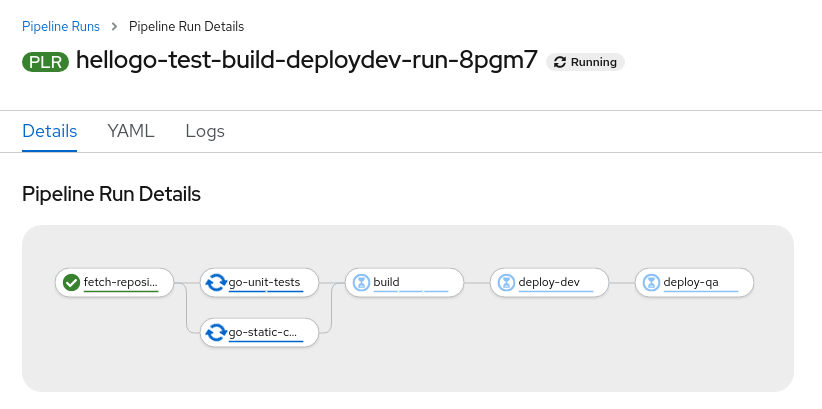 Pipeline Runs > Pipeline Run Details
PLR hellogo-test-build-deploydev-run-8pgm7 Running
Details YAML Logs
Pipeline Run Details
fetch-reposi... go-unit-tests build deploy-dev deploy-qa
go-static-c...